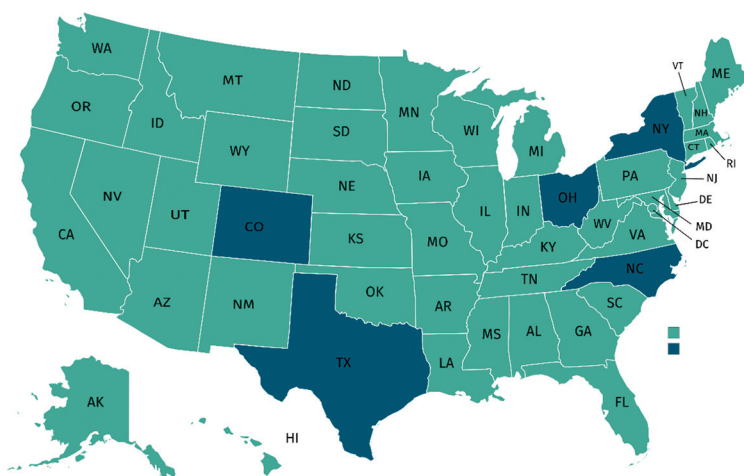 WA
MT
ND
MN
VT
ME
OR
ID
SD
WI
MI
NY
NH
MA
CT
RI
WY
IA
NE
PA
NJ
NV
UT
CO
IL
IN
OH
DE
MD
DC
CA
KS
MO
WV
VA
KY
NC
AZ
NM
OK
AR
TN
SC
MS
AL
GA
TX
LA
FL
AK
HI